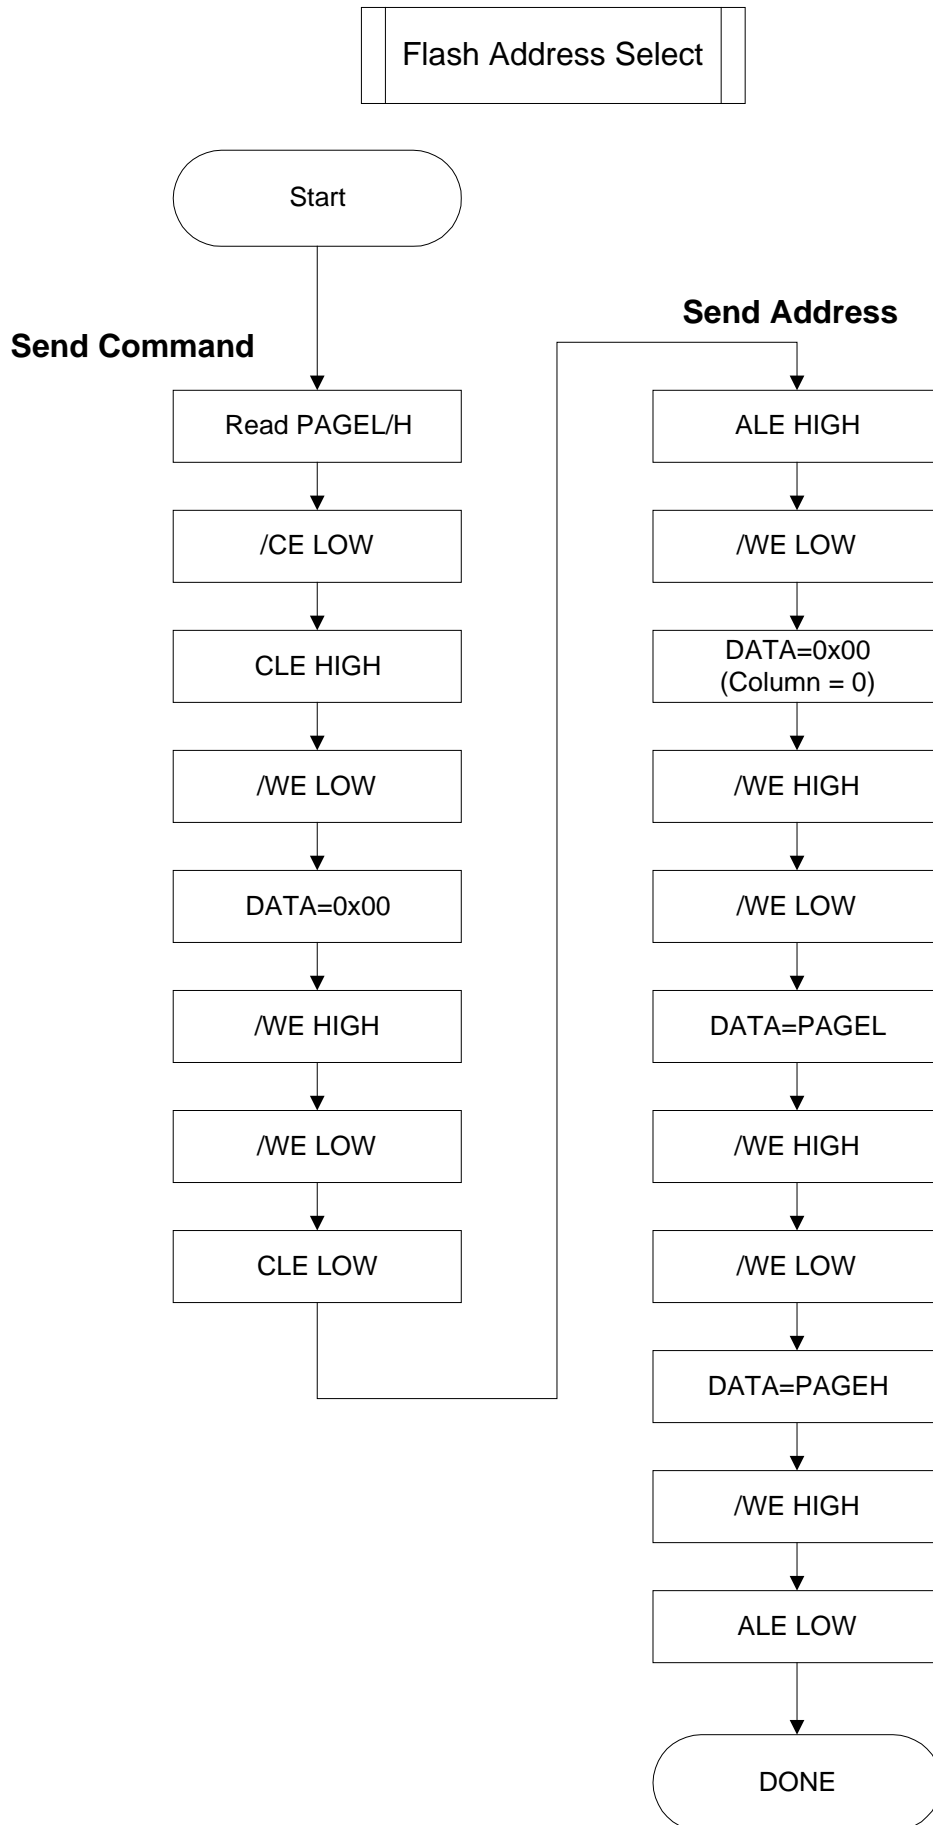 Flash Address Select
Start
Send Command
Read PAGEL/H
/CE LOW
CLE HIGH
/WE LOW
DATA=0x00
/WE HIGH
/WE LOW
CLE LOW
Send Address
ALE HIGH
/WE LOW
DATA=0x00
(Column = 0)
/WE HIGH
/WE LOW
DATA=PAGEL
/WE HIGH
/WE LOW
DATA=PAGEH
/WE HIGH
ALE LOW
DONE